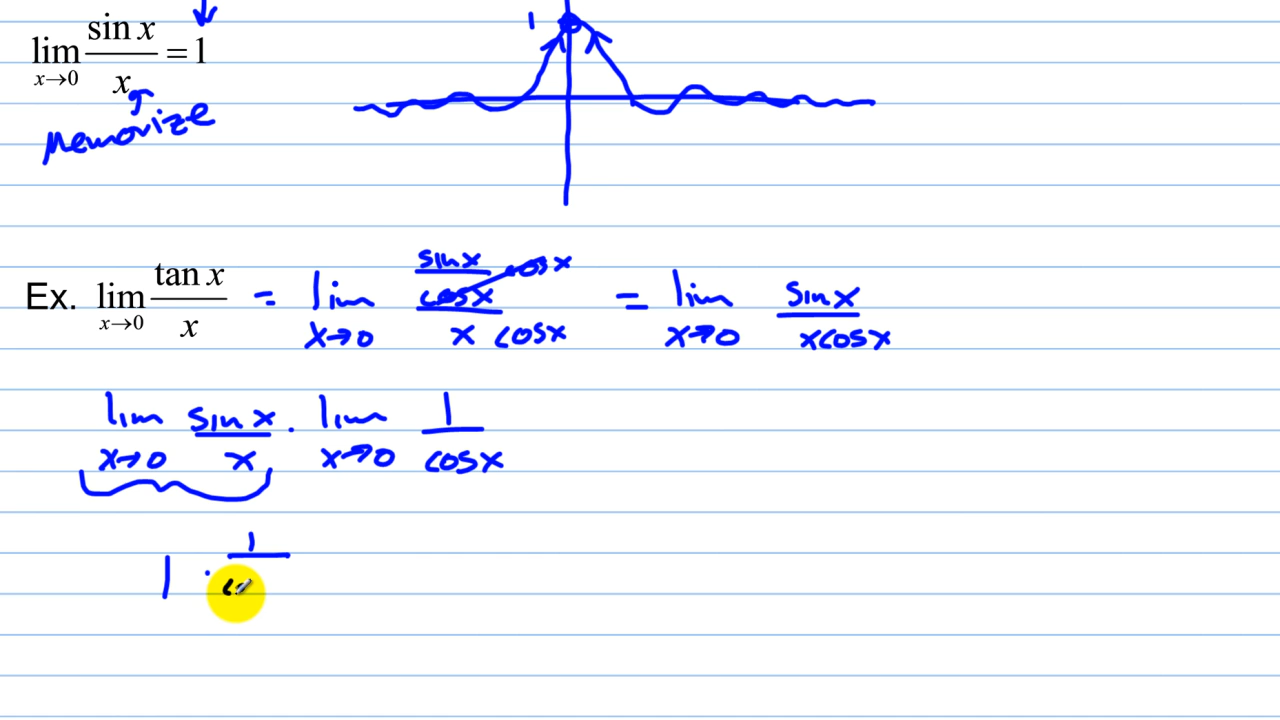 lim x→0 sin x / x = 1
1
Memorize
Ex. lim x→0 tan x / x = lim x→0 (sin x / cos x) cos x / x cos x = lim x→0 sin x / x cos x
lim x→0 sin x / x · lim x→0 1 / cos x
1 · 1 /